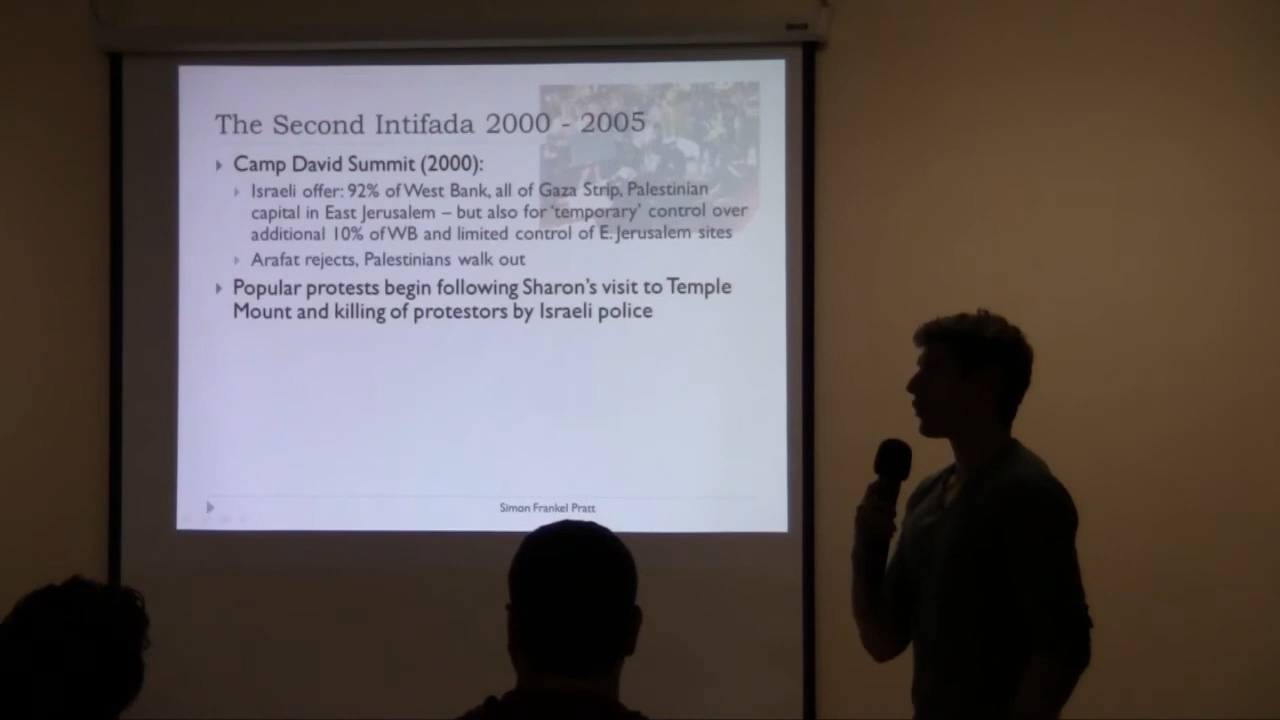 The Second Intifada 2000 - 2005
Camp David Summit (2000):
Israeli offer: 92% of West Bank, all of Gaza Strip, Palestinian
capital in East Jerusalem – but also for 'temporary' control over
additional 10% of WB and limited control of E. Jerusalem sites
Arafat rejects, Palestinians walk out
Popular protests begin following Sharon's visit to Temple
Mount and killing of protestors by Israeli police
Simon Frankel Pratt